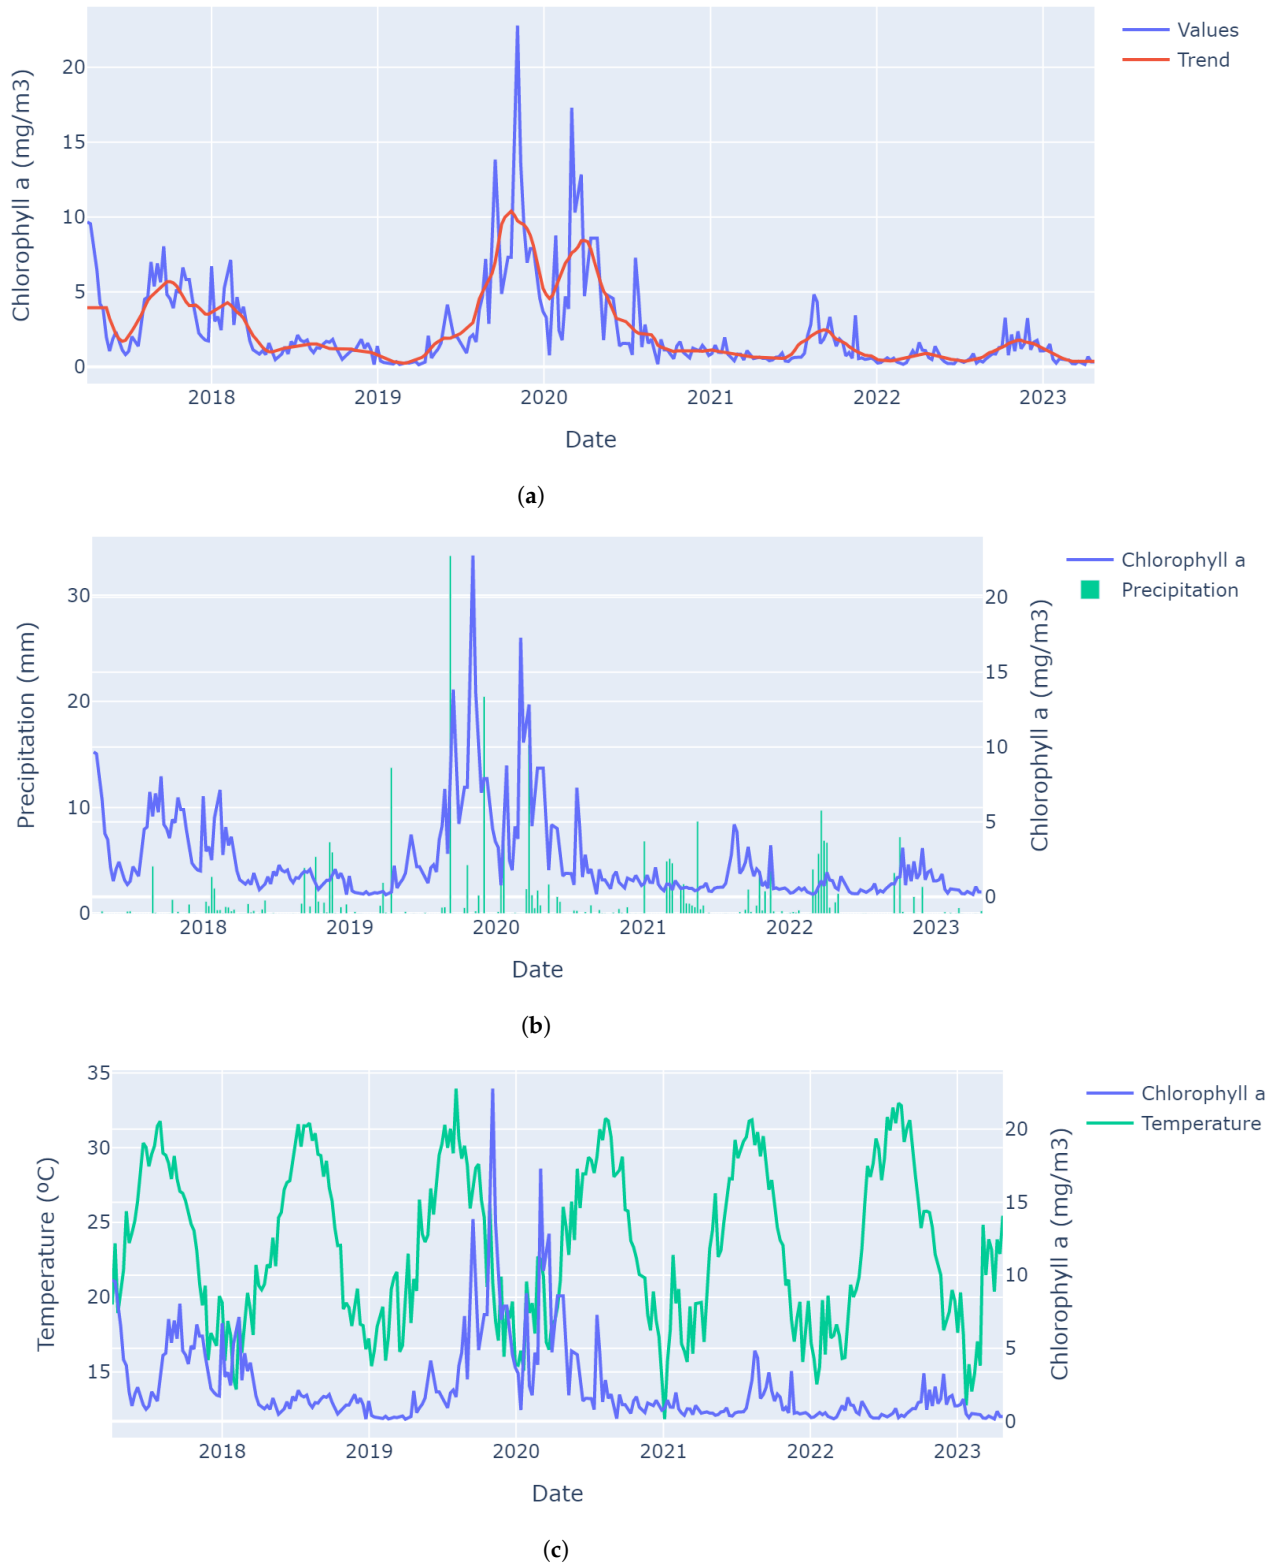 Chlorophyll a (mg/m3)
20
15
10
5
0
2018 2019 2020 2021 2022 2023
Date
Values
Trend
(a)
Precipitation (mm)
30
20
10
0
20
15
10
5
0
Chlorophyll a (mg/m3)
2018 2019 2020 2021 2022 2023
Date
Chlorophyll a
Precipitation
(b)
Temperature (ºC)
35
30
25
20
15
20
15
10
5
0
Chlorophyll a (mg/m3)
2018 2019 2020 2021 2022 2023
Date
Chlorophyll a
Temperature
(c)